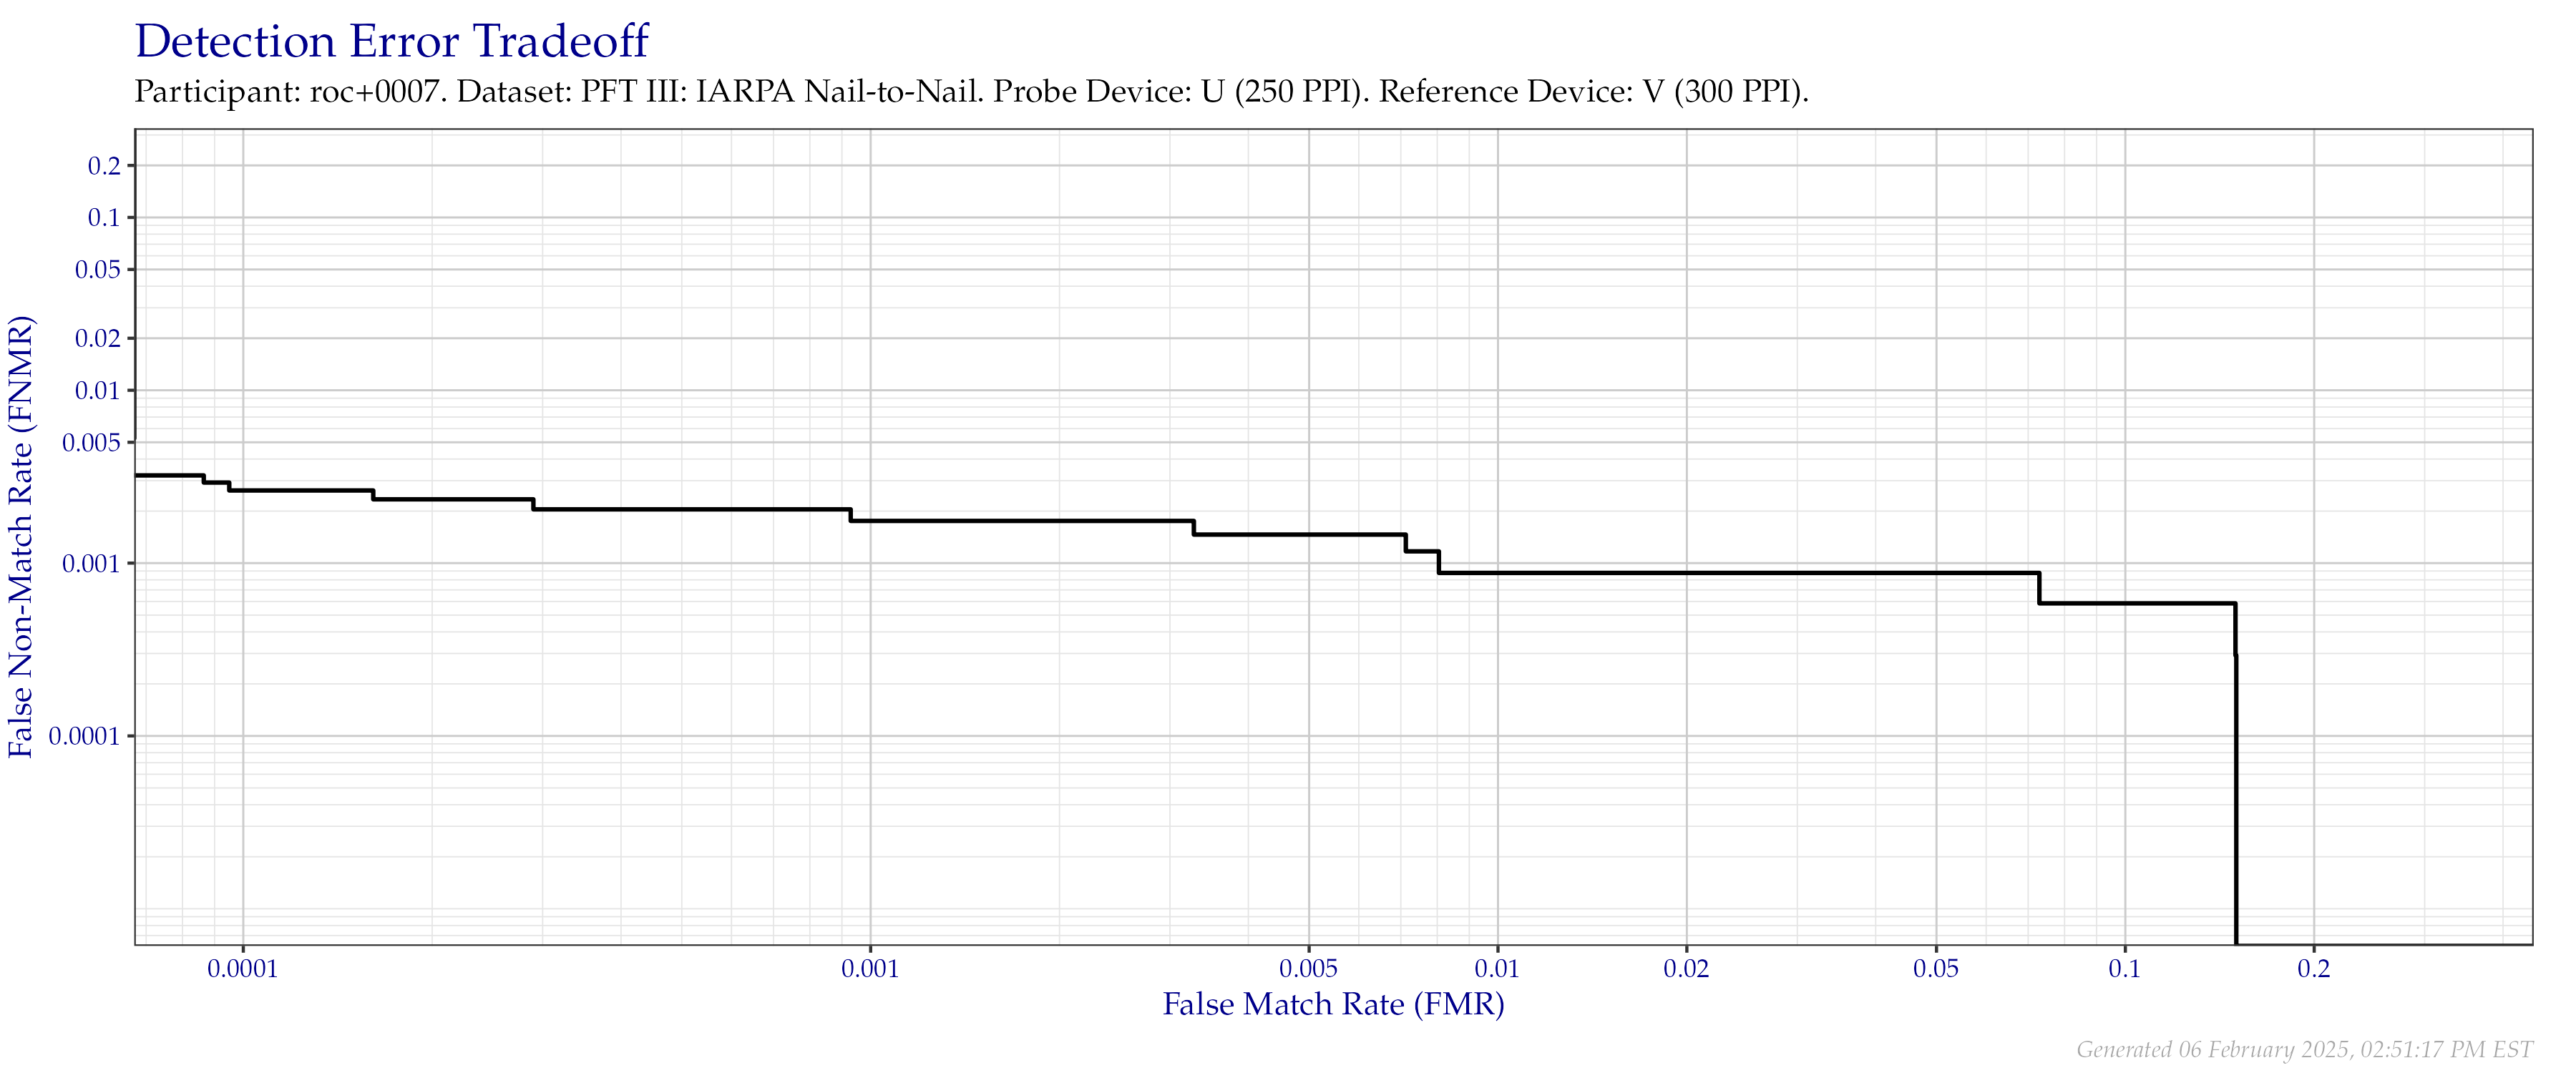 Detection Error Tradeoff
Participant: roc+0007. Dataset: PFT III: IARPA Nail-to-Nail. Probe Device: U (250 PPI). Reference Device: V (300 PPI).
False Non-Match Rate (FNMR)
0.2
0.1
0.05
0.02
0.01
0.005
0.001
0.0001
0.0001 0.001 0.005 0.01 0.02 0.05 0.1 0.2
False Match Rate (FMR)
Generated 06 February 2025, 02:51:17 PM EST